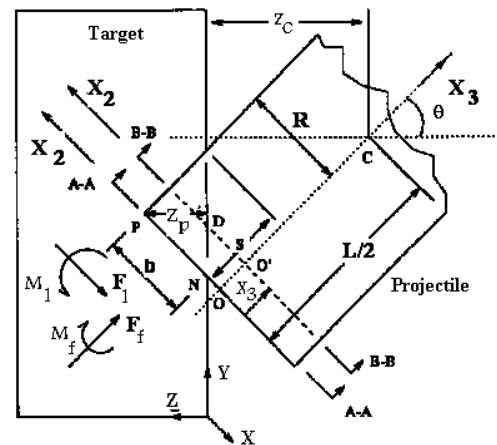 Target
Z_C
X_2
X_3
θ
B-B
R
X_2
C
A-A
P
Z_p
D
S
L/2
b
O'
N
O
X_3
Projectile
M_1
F_1
M_f
F_f
B-B
Y
A-A
Z
X